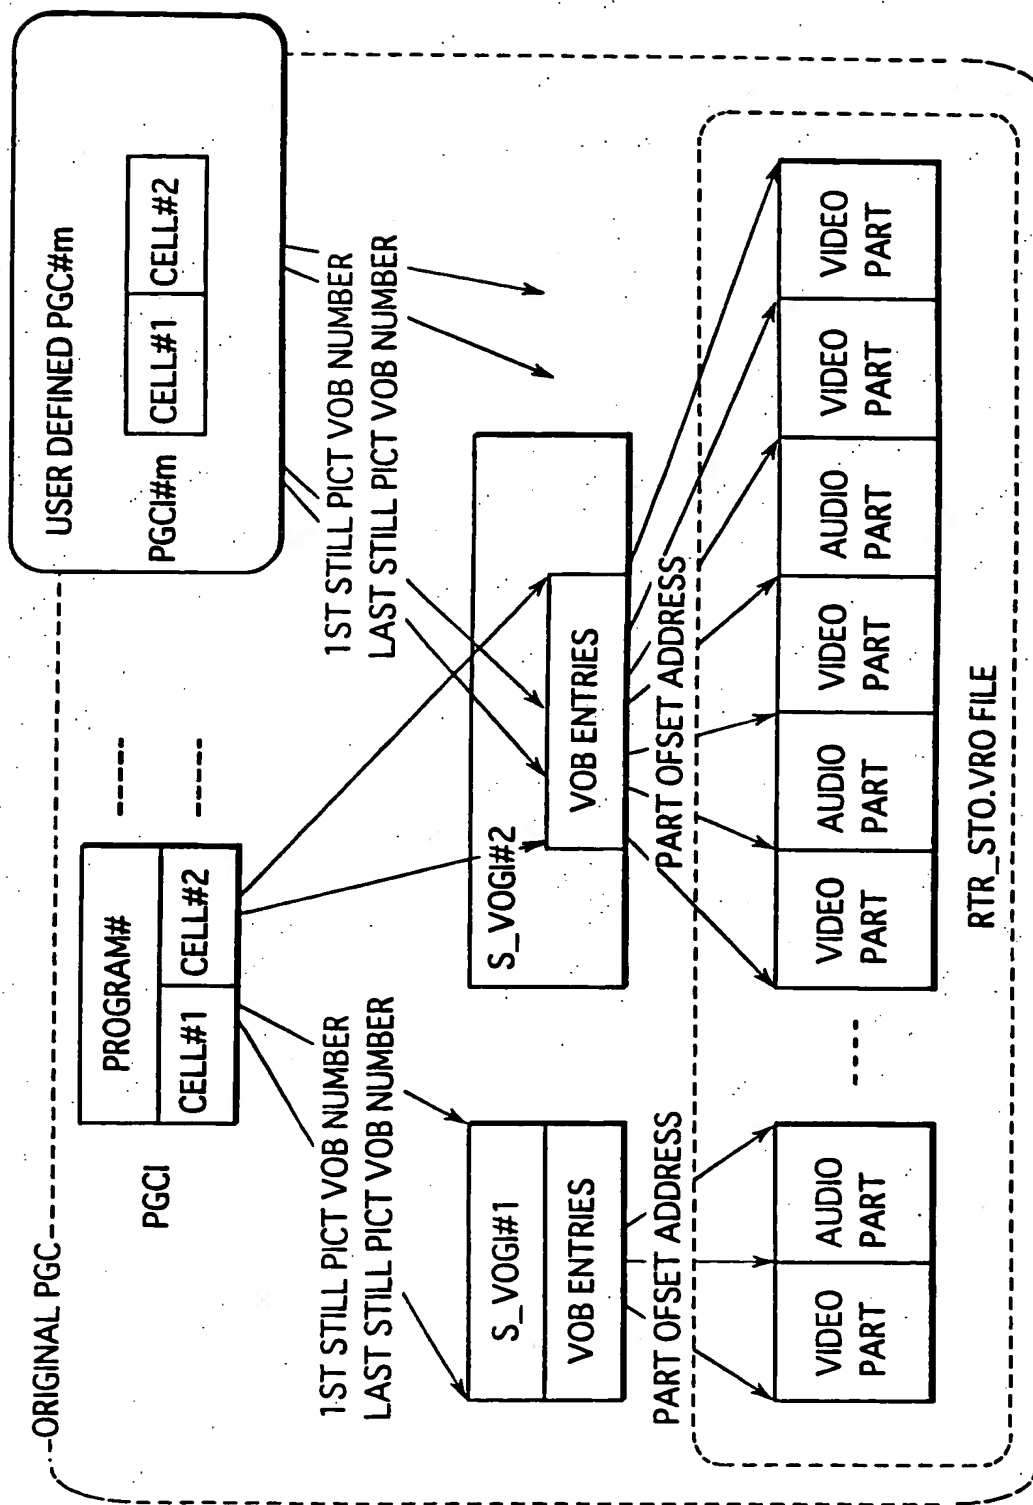 ORIGINAL PGC
PGCI
PROGRAM#
CELL#1 CELL#2
-----
-----
USER DEFINED PGC#m
PGCI#m
CELL#1 CELL#2
1ST STILL PICT VOB NUMBER
LAST STILL PICT VOB NUMBER
1ST STILL PICT VOB NUMBER
LAST STILL PICT VOB NUMBER
S_VOGI#1
VOB ENTRIES
S_VOGI#2
VOB ENTRIES
PART OFSET ADDRESS
PART OFSET ADDRESS
VIDEO
PART
AUDIO
PART
----
VIDEO
PART
AUDIO
PART
VIDEO
PART
AUDIO
PART
VIDEO
PART
VIDEO
PART
RTR_STO.VRO FILE